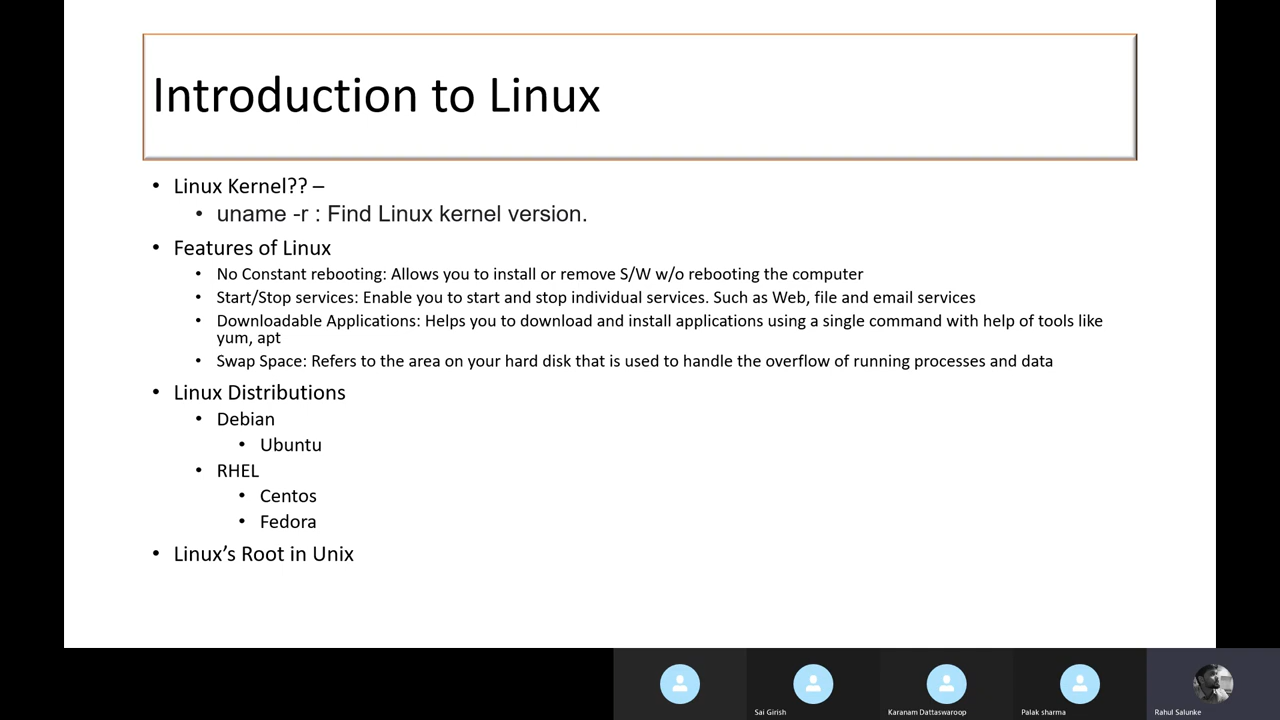 Introduction to Linux
• Linux Kernel?? –
• uname -r : Find Linux kernel version.
• Features of Linux
• No Constant rebooting: Allows you to install or remove S/W w/o rebooting the computer
• Start/Stop services: Enable you to start and stop individual services. Such as Web, file and email services
• Downloadable Applications: Helps you to download and install applications using a single command with help of tools like
yum, apt
• Swap Space: Refers to the area on your hard disk that is used to handle the overflow of running processes and data
• Linux Distributions
• Debian
• Ubuntu
• RHEL
• Centos
• Fedora
• Linux’s Root in Unix
Sai Girish
Karanam Dattaswaroop
Palak sharma
Rahul Salunke